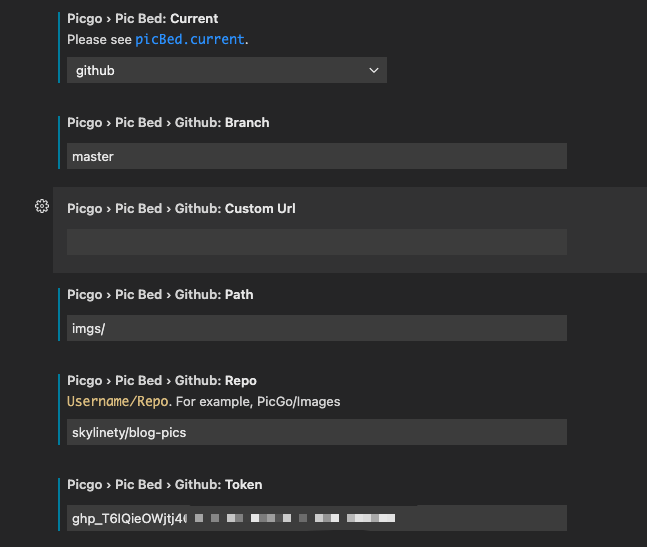 Picgo › Pic Bed: Current
Please see picBed.current.
github
Picgo › Pic Bed › Github: Branch
master
Picgo › Pic Bed › Github: Custom Url
Picgo › Pic Bed › Github: Path
imgs/
Picgo › Pic Bed › Github: Repo
Username/Repo. For example, PicGo/Images
skylinety/blog-pics
Picgo › Pic Bed › Github: Token